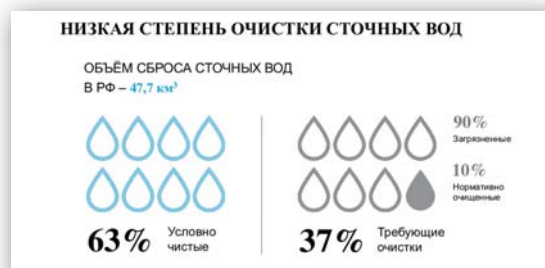 НИЗКАЯ СТЕПЕНЬ ОЧИСТКИ СТОЧНЫХ ВОД
ОБЪЁМ СБРОСА СТОЧНЫХ ВОД
В РФ – 47,7 км³
90%
Загрязненные
10%
Нормативно
очищенные
63% Условно
чистые
37% Требующие
очистки